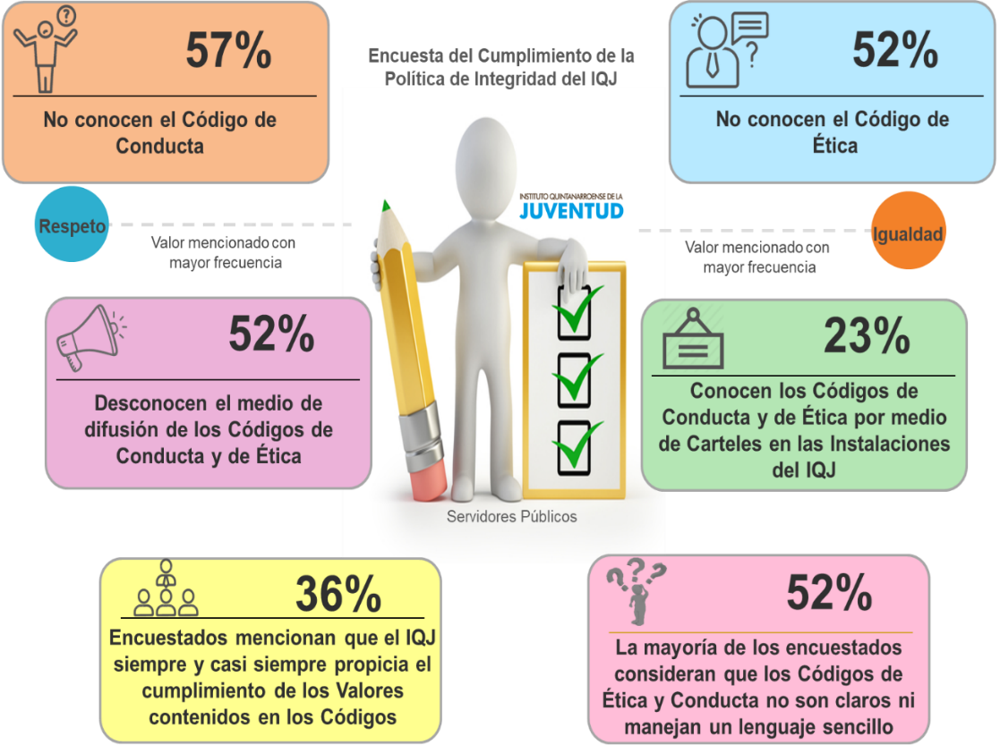 57%
No conocen el Código de
Conducta
Encuesta del Cumplimiento de la
Política de Integridad del IQJ
52%
No conocen el Código de
Ética
INSTITUTO QUINTANARROENSE DE LA
JUVENTUD
Respeto
Valor mencionado con
mayor frecuencia
Igualdad
Valor mencionado con
mayor frecuencia
52%
Desconocen el medio de
difusión de los Códigos de
Conducta y de Ética
23%
Conocen los Códigos de
Conducta y de Ética por medio
de Carteles en las Instalaciones
del IQJ
Servidores Públicos
36%
Encuestados mencionan que el IQJ
siempre y casi siempre propicia el
cumplimiento de los Valores
contenidos en los Códigos
52%
La mayoría de los encuestados
consideran que los Códigos de
Ética y Conducta no son claros ni
manejan un lenguaje sencillo